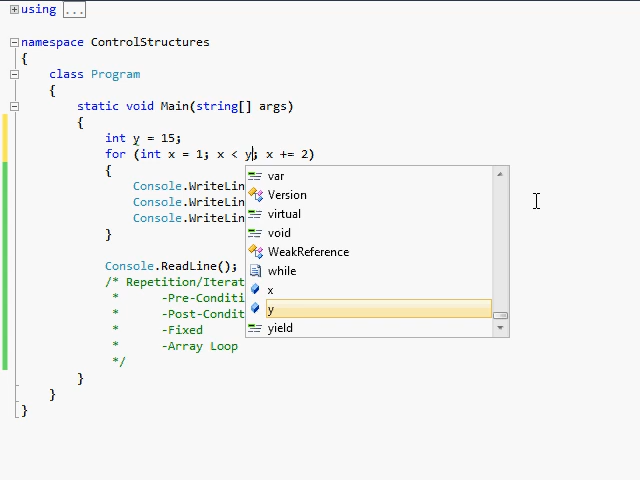 using ...
namespace ControlStructures
{
class Program
{
static void Main(string[] args)
{
int y = 15;
for (int x = 1; x < y; x += 2)
{
Console.WriteLin
Console.WriteLin
Console.WriteLin
}
var
Version
virtual
void
WeakReference
while
x
y
yield
Console.ReadLine();
/* Repetition/Iterat
* -Pre-Conditi
* -Post-Condit
* -Fixed
* -Array Loop
*/
}
}
}